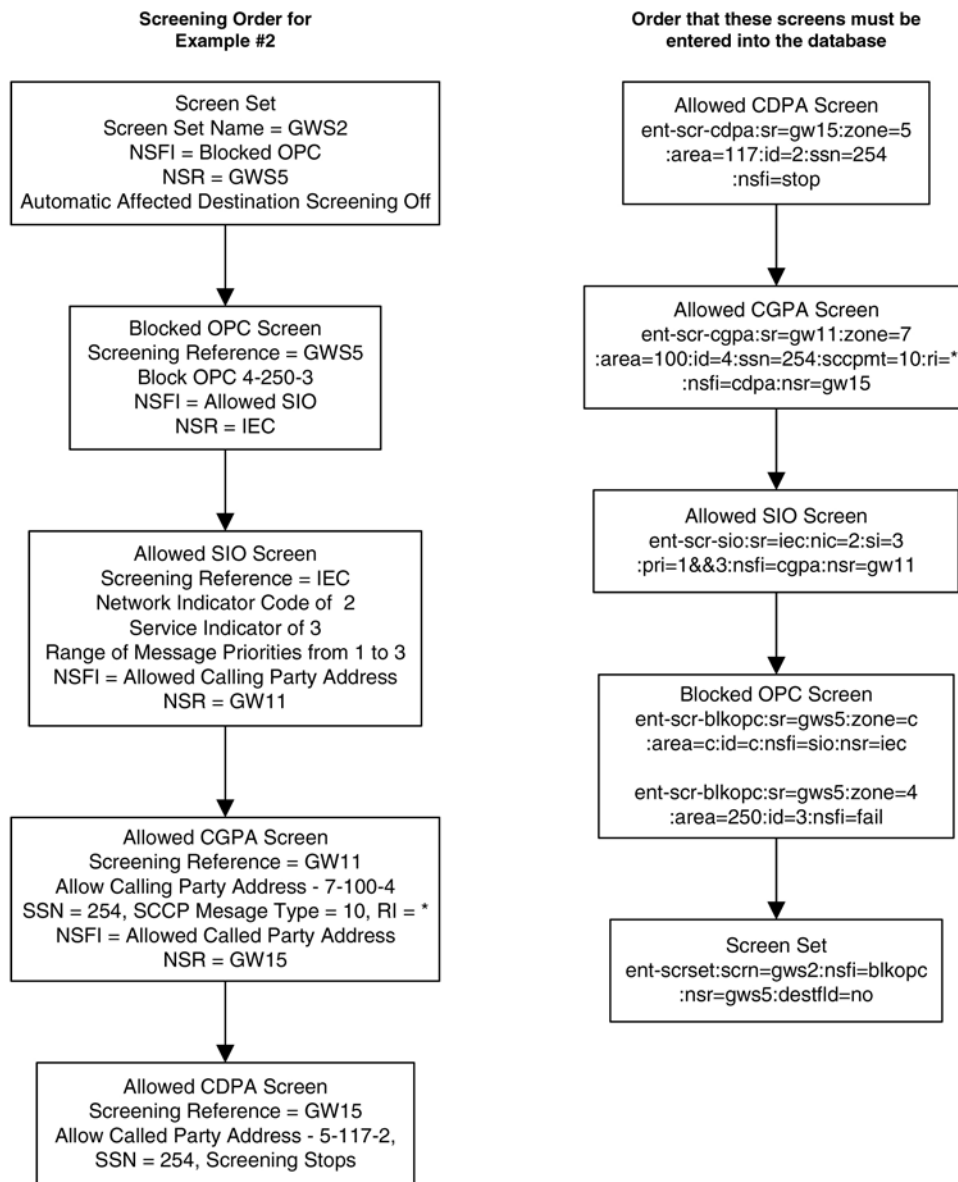 Screening Order for
Example #2
Screen Set
Screen Set Name = GWS2
NSFI = Blocked OPC
NSR = GWS5
Automatic Affected Destination Screening Off
Blocked OPC Screen
Screening Reference = GWS5
Block OPC 4-250-3
NSFI = Allowed SIO
NSR = IEC
Allowed SIO Screen
Screening Reference = IEC
Network Indicator Code of 2
Service Indicator of 3
Range of Message Priorities from 1 to 3
NSFI = Allowed Calling Party Address
NSR = GW11
Allowed CGPA Screen
Screening Reference = GW11
Allow Calling Party Address - 7-100-4
SSN = 254, SCCP Mesage Type = 10, RI = *
NSFI = Allowed Called Party Address
NSR = GW15
Allowed CDPA Screen
Screening Reference = GW15
Allow Called Party Address - 5-117-2,
SSN = 254, Screening Stops
Order that these screens must be
entered into the database
Allowed CDPA Screen
ent-scr-cdpa:sr=gw15:zone=5
:area=117:id=2:ssn=254
:nsfi=stop
Allowed CGPA Screen
ent-scr-cgpa:sr=gw11:zone=7
:area=100:id=4:ssn=254:sccpmt=10:ri=*
:nsfi=cdpa:nsr=gw15
Allowed SIO Screen
ent-scr-sio:sr=iec:nic=2:si=3
:pri=1&&3:nsfi=cgpa:nsr=gw11
Blocked OPC Screen
ent-scr-blkopc:sr=gws5:zone=c
:area=c:id=c:nsfi=sio:nsr=iec
ent-scr-blkopc:sr=gws5:zone=4
:area=250:id=3:nsfi=fail
Screen Set
ent-scrset:scrn=gws2:nsfi=blkopc
:nsr=gws5:destfld=no